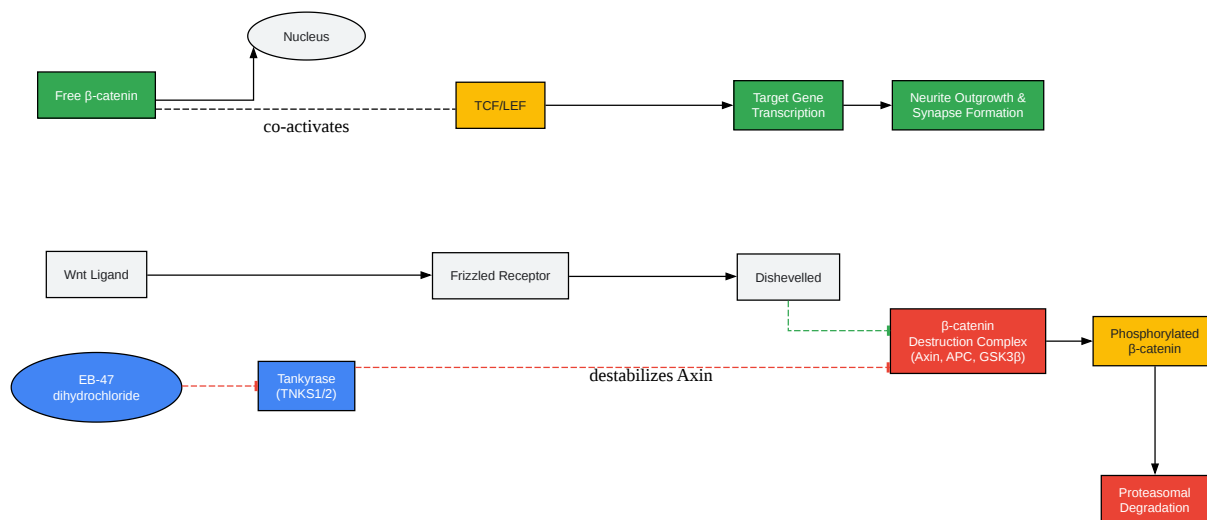 Nucleus
Free β-catenin
TCF/LEF
Target Gene
Transcription
Neurite Outgrowth &
Synapse Formation
co-activates
Wnt Ligand
Frizzled Receptor
Dishevelled
β-catenin
Destruction Complex
(Axin, APC, GSK3β)
Phosphorylated
β-catenin
EB-47
dihydrochloride
Tankyrase
(TNKS1/2)
destabilizes Axin
Proteasomal
Degradation